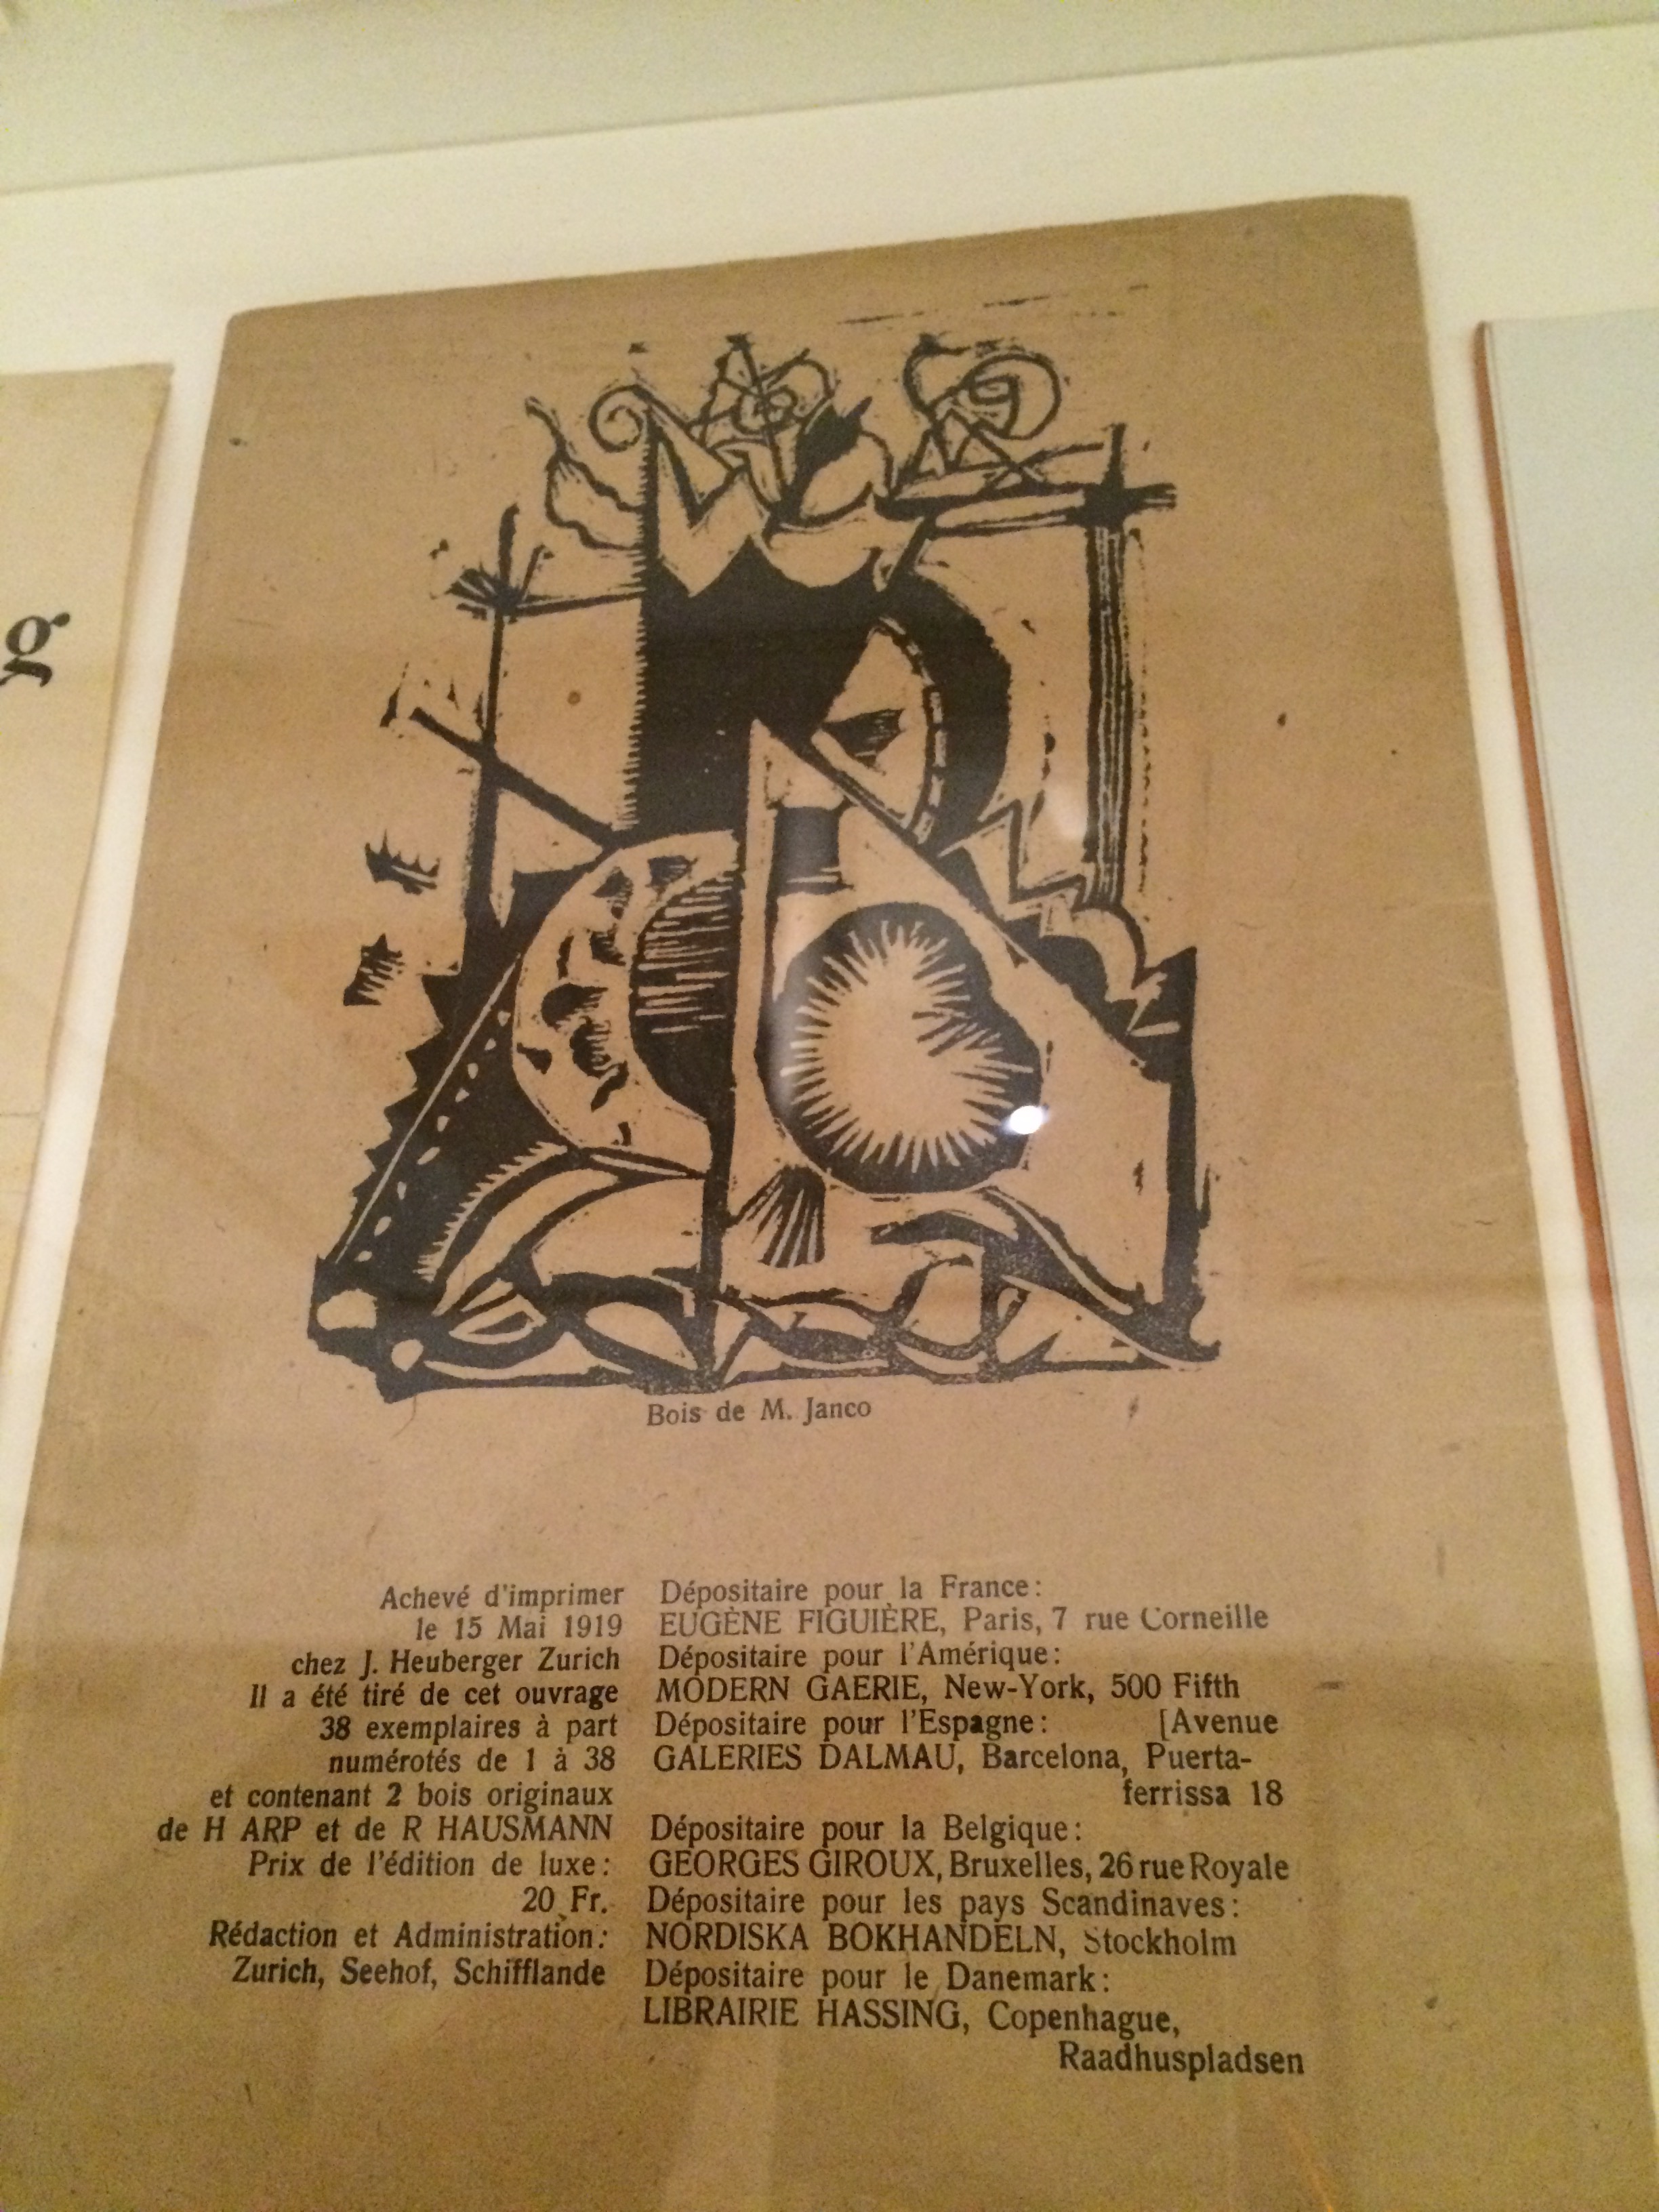 g
Bois de M. Janco
Achevé d'imprimer
le 15 Mai 1919
chez J. Heuberger Zurich
Il a été tiré de cet ouvrage
38 exemplaires à part
numérotés de 1 à 38
et contenant 2 bois originaux
de H ARP et de R HAUSMANN
Prix de l'édition de luxe:
20 Fr.
Rédaction et Administration:
Zurich, Seehof, Schifflande
Dépositaire pour la France:
EUGÈNE FIGUIÈRE, Paris, 7 rue Corneille
Dépositaire pour l'Amérique:
MODERN GAERIE, New-York, 500 Fifth
Dépositaire pour l'Espagne: [Avenue
GALERIES DALMAU, Barcelona, Puerta-
ferrissa 18
Dépositaire pour la Belgique:
GEORGES GIROUX, Bruxelles, 26 rue Royale
Dépositaire pour les pays Scandinaves:
NORDISKA BOKHANDELN, Stockholm
Dépositaire pour le Danemark:
LIBRAIRIE HASSING, Copenhague,
Raadhuspladsen